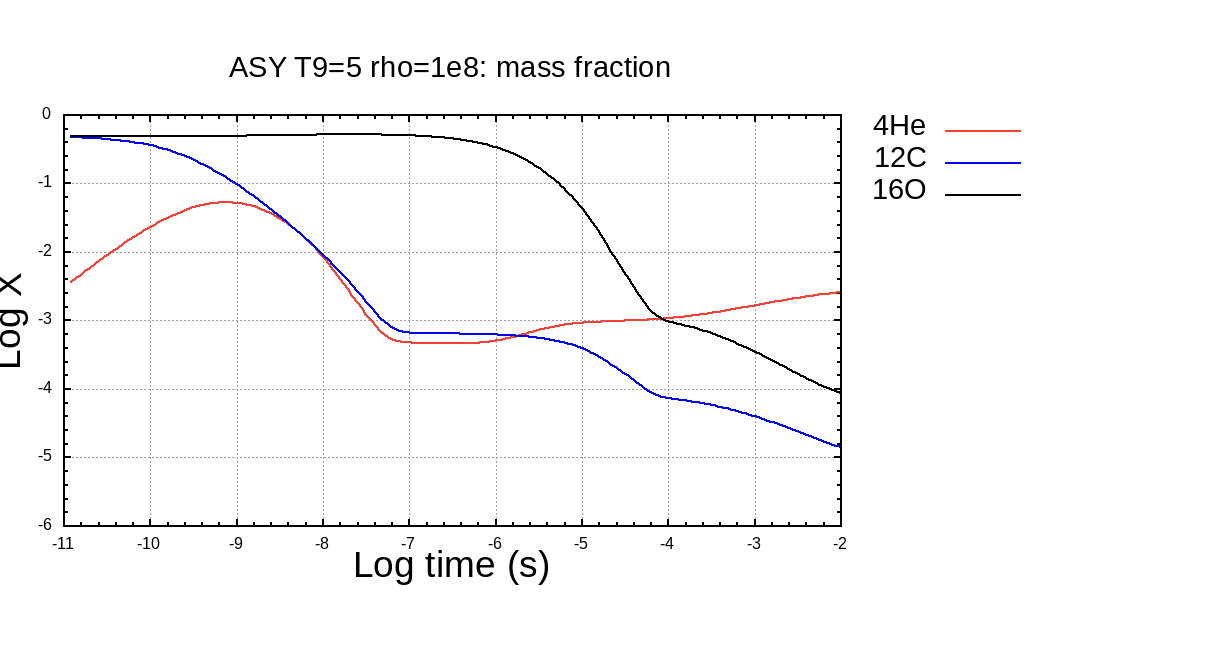 ASY T9=5 rho=1e8: mass fraction
4He
12C
16O
0
-1
-2
-3
-4
-5
-6
Log X
-11 -10 -9 -8 -7 -6 -5 -4 -3 -2
Log time (s)